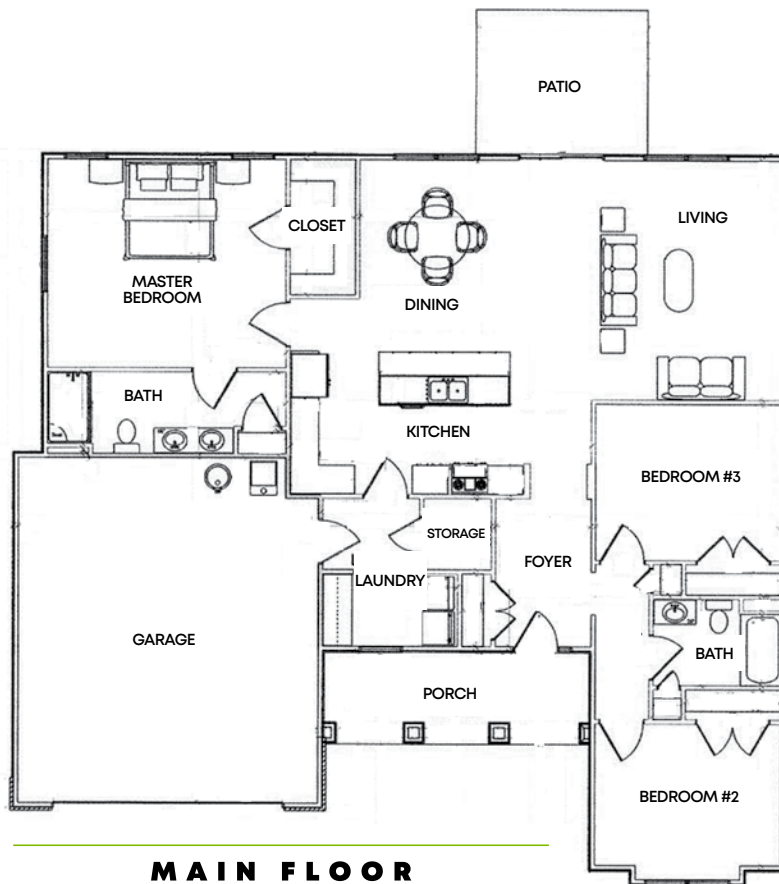 PATIO
CLOSET
LIVING
MASTER
BEDROOM
DINING
BATH
KITCHEN
BEDROOM #3
STORAGE
FOYER
LAUNDRY
GARAGE
BATH
PORCH
BEDROOM #2
MAIN FLOOR